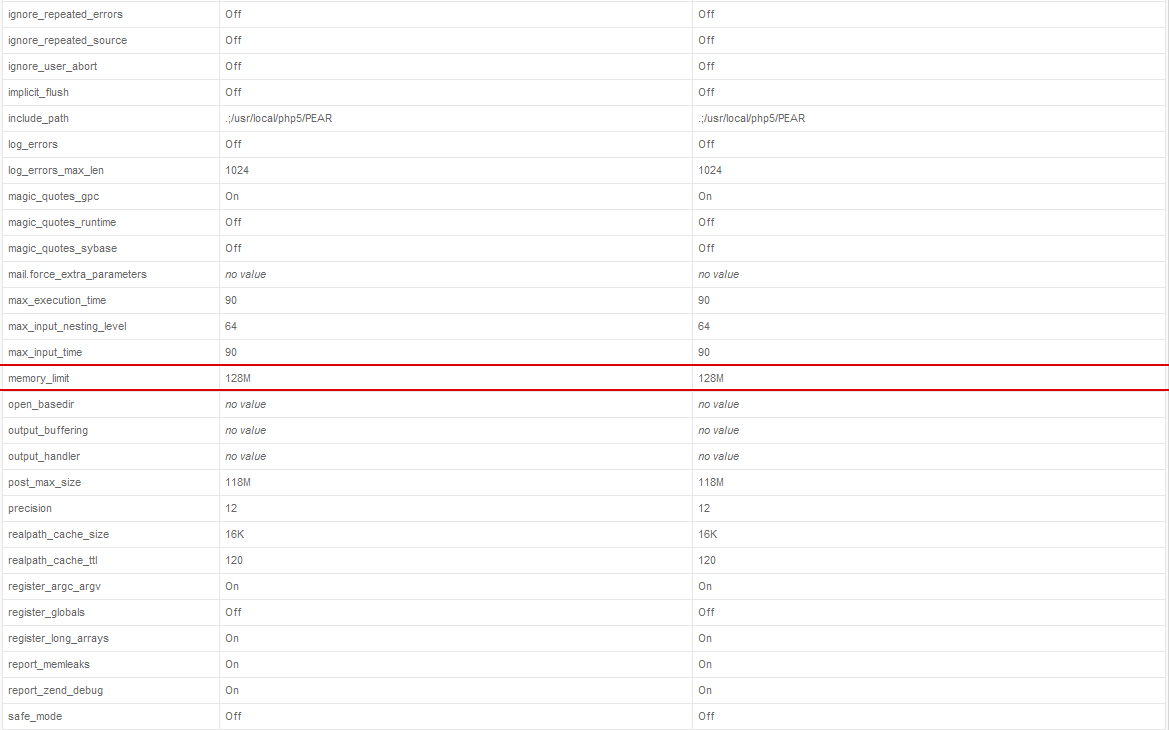 ignore_repeated_errors Off Off
ignore_repeated_source Off Off
ignore_user_abort Off Off
implicit_flush Off Off
include_path .;/usr/local/php5/PEAR .;/usr/local/php5/PEAR
log_errors Off Off
log_errors_max_len 1024 1024
magic_quotes_gpc On On
magic_quotes_runtime Off Off
magic_quotes_sybase Off Off
mail.force_extra_parameters no value no value
max_execution_time 90 90
max_input_nesting_level 64 64
max_input_time 90 90
memory_limit 128M 128M
open_basedir no value no value
output_buffering no value no value
output_handler no value no value
post_max_size 118M 118M
precision 12 12
realpath_cache_size 16K 16K
realpath_cache_ttl 120 120
register_argc_argv On On
register_globals Off Off
register_long_arrays On On
report_memleaks On On
report_zend_debug On On
safe_mode Off Off